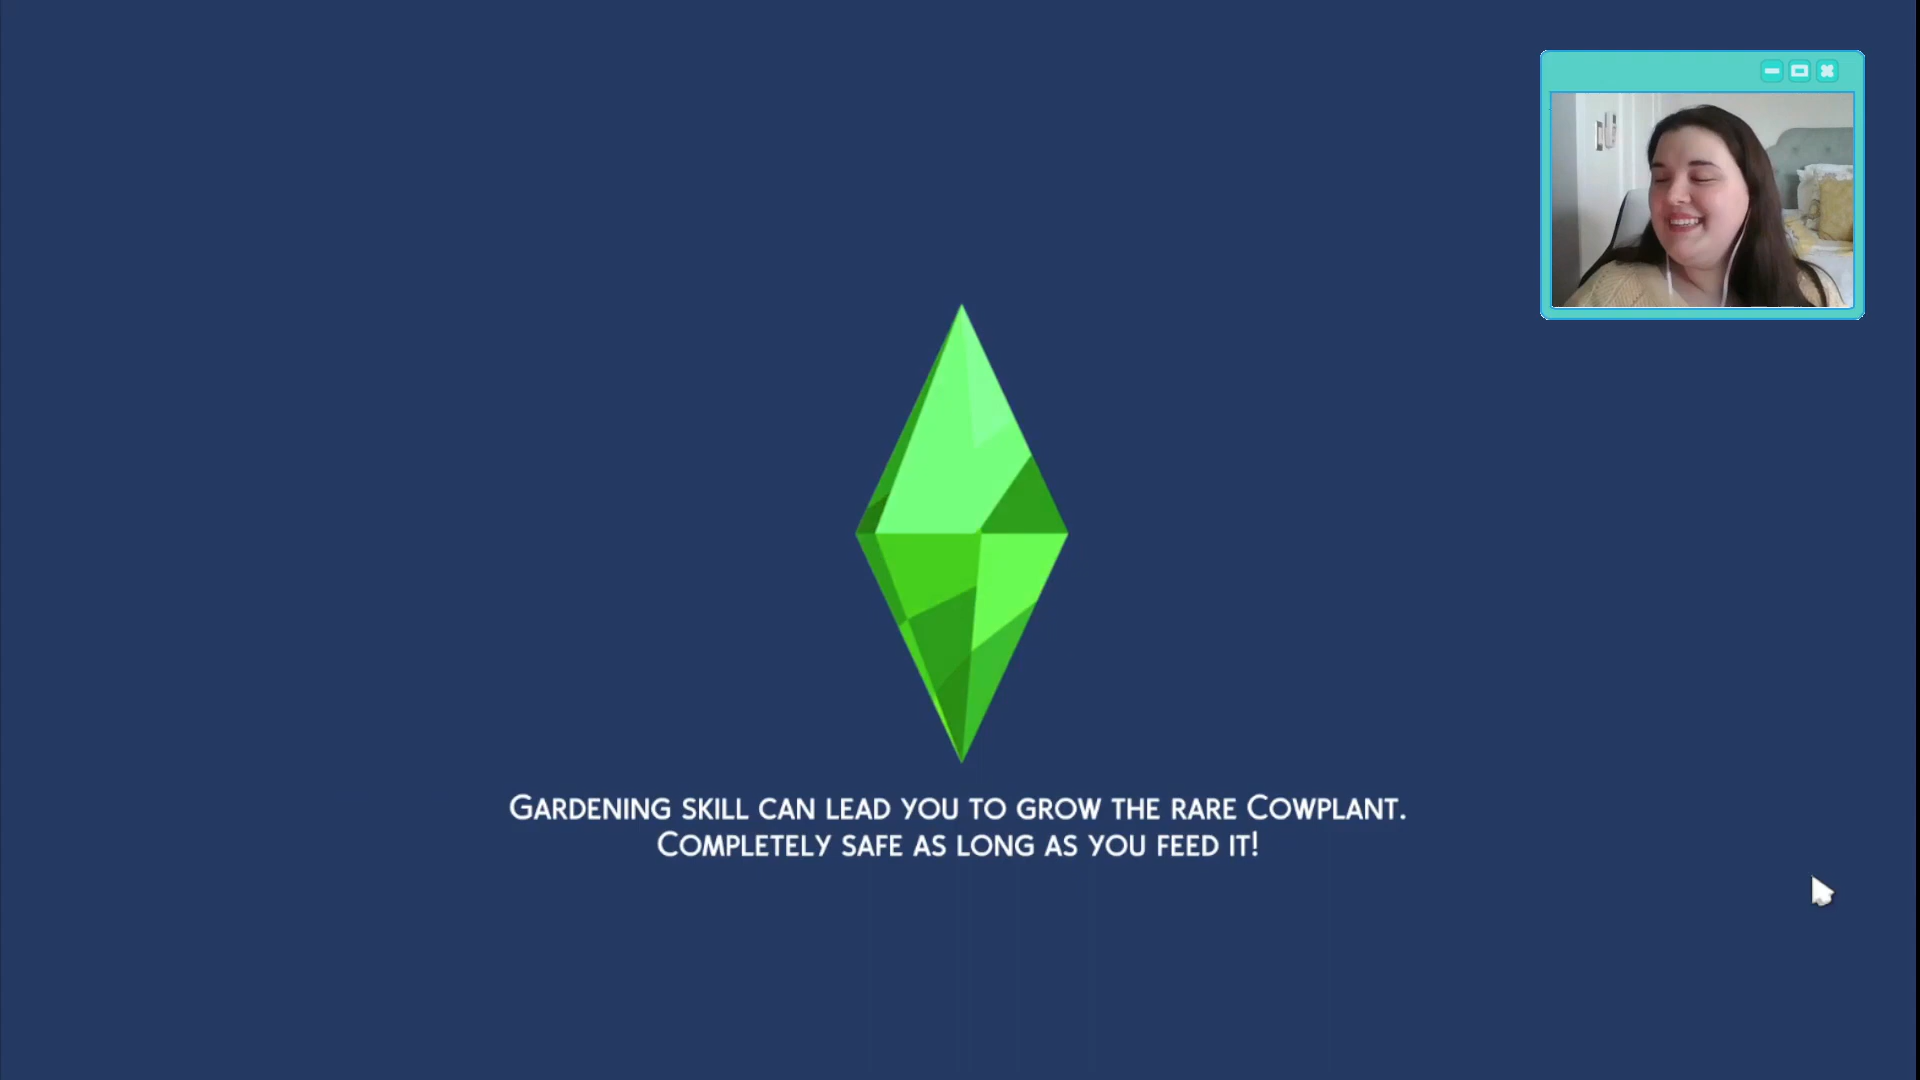 Gardening skill can lead you to grow the rare Cowplant.
Completely safe as long as you feed it!